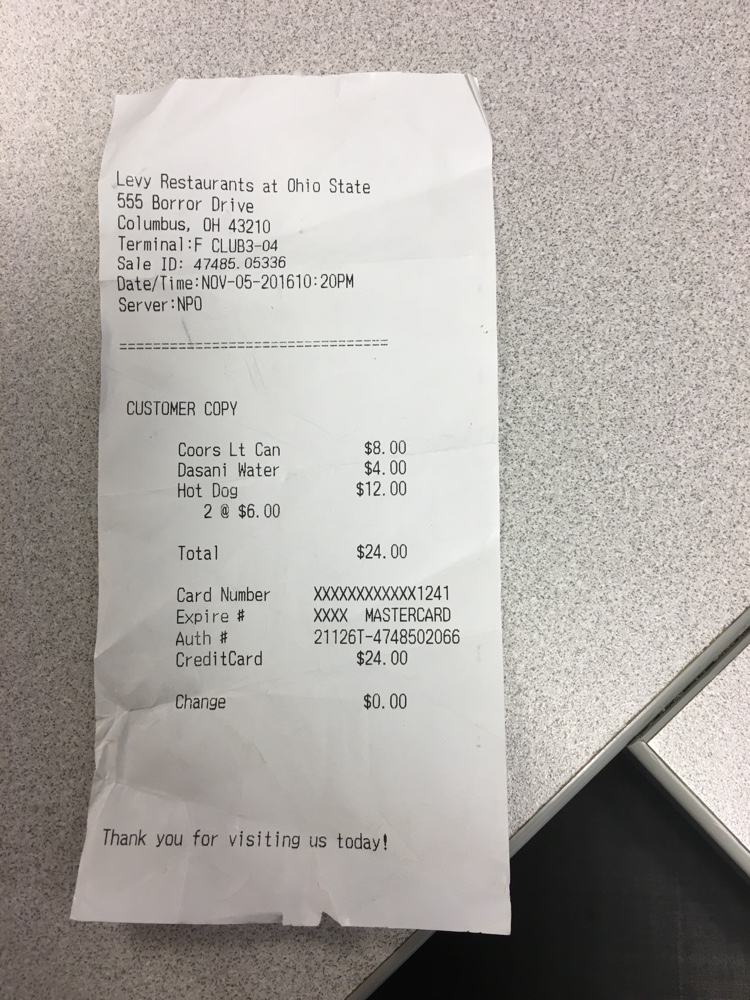 Levy Restaurants at Ohio State
555 Borror Drive
Columbus, OH 43210
Terminal:F CLUB3-04
Sale ID: 47485.05336
Date/Time:NOV-05-201610:20PM
Server:NPO
================================
CUSTOMER COPY
Coors Lt Can $8.00
Dasani Water $4.00
Hot Dog $12.00
2 @ $6.00
Total $24.00
Card Number XXXXXXXXXXXX1241
Expire # XXXX MASTERCARD
Auth # 21126T-4748502066
CreditCard $24.00
Change $0.00
Thank you for visiting us today!